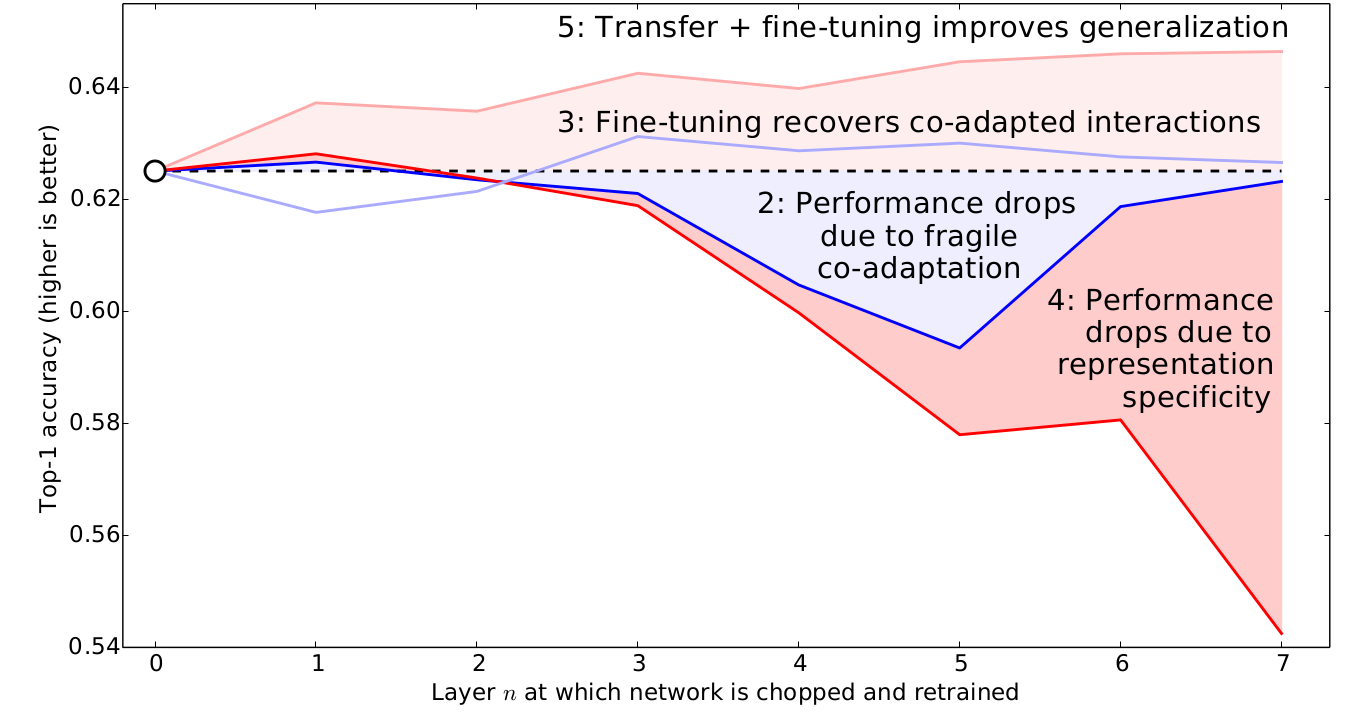 5: Transfer + fine-tuning improves generalization
3: Fine-tuning recovers co-adapted interactions
2: Performance drops
due to fragile
co-adaptation
4: Performance
drops due to
representation
specificity
Top-1 accuracy (higher is better)
0.64
0.62
0.60
0.58
0.56
0.54
0 1 2 3 4 5 6 7
Layer n at which network is chopped and retrained